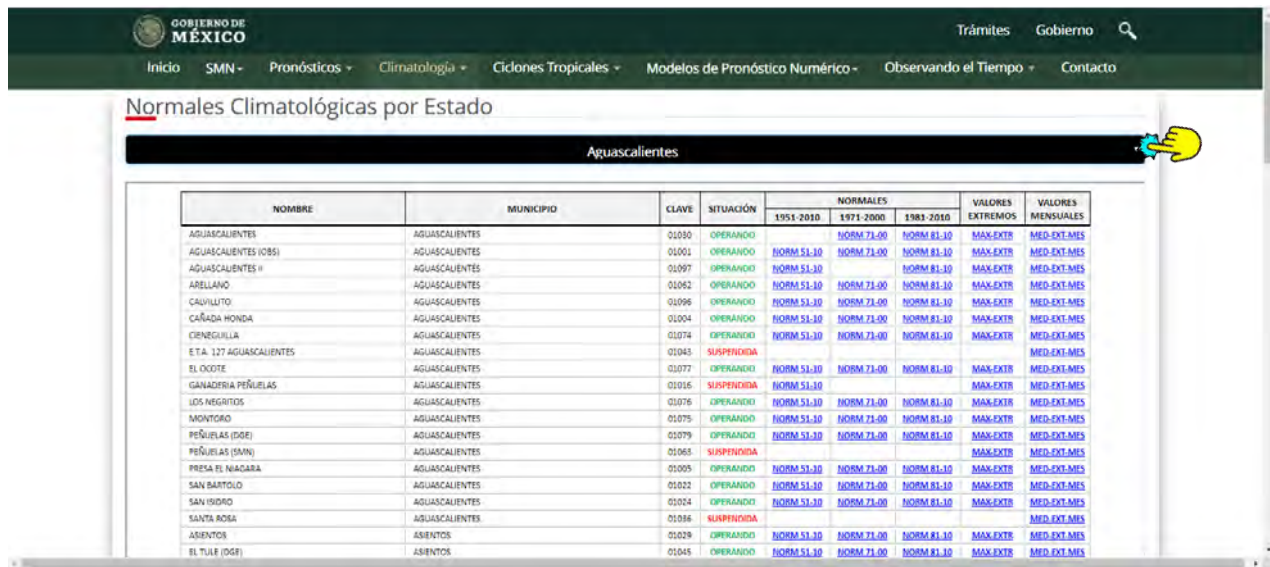 GOBIERNO DE
MÉXICO
Trámites Gobierno
Inicio SMN Pronósticos Climatología Ciclones Tropicales Modelos de Pronóstico Numérico Observando el Tiempo Contacto
Normales Climatológicas por Estado
Aguascalientes
NOMBRE MUNICIPIO CLAVE SITUACIÓN NORMALES VALORES EXTREMOS VALORES MENSUALES
1951-2010 1971-2000 1981-2010
AGUASCALIENTES AGUASCALIENTES 01030 OPERANDO NORM 71-00 NORM 81-10 MAX-EXTR MED-EXT-MES
AGUASCALIENTES (OBS) AGUASCALIENTES 01001 OPERANDO NORM 51-10 NORM 71-00 NORM 81-10 MAX-EXTR MED-EXT-MES
AGUASCALIENTES II AGUASCALIENTES 01097 OPERANDO NORM 51-10 NORM 81-10 MAX-EXTR MED-EXT-MES
ARELLANO AGUASCALIENTES 01062 OPERANDO NORM 51-10 NORM 71-00 NORM 81-10 MAX-EXTR MED-EXT-MES
CALVILLITO AGUASCALIENTES 01096 OPERANDO NORM 51-10 NORM 71-00 NORM 81-10 MAX-EXTR MED-EXT-MES
CAÑADA HONDA AGUASCALIENTES 01004 OPERANDO NORM 51-10 NORM 71-00 NORM 81-10 MAX-EXTR MED-EXT-MES
CIENEGUILLA AGUASCALIENTES 01074 OPERANDO NORM 51-10 NORM 71-00 NORM 81-10 MAX-EXTR MED-EXT-MES
E.T.A. 127 AGUASCALIENTES AGUASCALIENTES 01043 SUSPENDIDA MED-EXT-MES
EL OCOTE AGUASCALIENTES 01077 OPERANDO NORM 51-10 NORM 71-00 NORM 81-10 MAX-EXTR MED-EXT-MES
GANADERIA PEÑUELAS AGUASCALIENTES 01016 SUSPENDIDA NORM 51-10 MAX-EXTR MED-EXT-MES
LOS NEGRITOS AGUASCALIENTES 01076 OPERANDO NORM 51-10 NORM 71-00 NORM 81-10 MAX-EXTR MED-EXT-MES
MONTORO AGUASCALIENTES 01075 OPERANDO NORM 51-10 NORM 71-00 NORM 81-10 MAX-EXTR MED-EXT-MES
PEÑUELAS (DGE) AGUASCALIENTES 01079 OPERANDO NORM 51-10 NORM 71-00 NORM 81-10 MAX-EXTR MED-EXT-MES
PEÑUELAS (SMN) AGUASCALIENTES 01063 SUSPENDIDA MAX-EXTR MED-EXT-MES
PRESA EL NIAGARA AGUASCALIENTES 01005 OPERANDO NORM 51-10 NORM 71-00 NORM 81-10 MAX-EXTR MED-EXT-MES
SAN BARTOLO AGUASCALIENTES 01022 OPERANDO NORM 51-10 NORM 71-00 NORM 81-10 MAX-EXTR MED-EXT-MES
SAN ISIDRO AGUASCALIENTES 01024 OPERANDO NORM 51-10 NORM 71-00 NORM 81-10 MAX-EXTR MED-EXT-MES
SANTA ROSA AGUASCALIENTES 01036 SUSPENDIDA MED-EXT-MES
ASIENTOS ASIENTOS 01029 OPERANDO NORM 51-10 NORM 71-00 NORM 81-10 MAX-EXTR MED-EXT-MES
EL TULE (DGE) ASIENTOS 01045 OPERANDO NORM 51-10 NORM 71-00 NORM 81-10 MAX-EXTR MED-EXT-MES